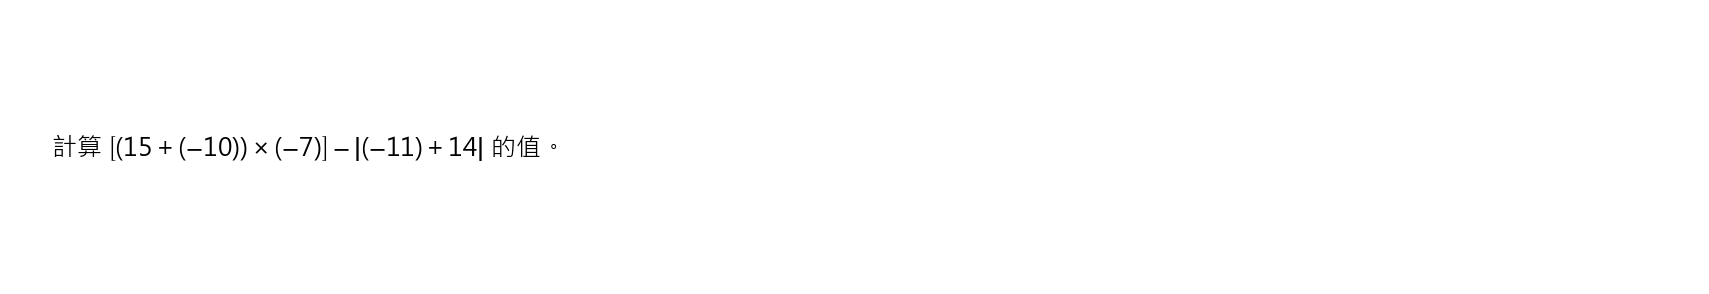 計算 [(15 + (−10)) × (−7)] − |(−11) + 14| 的值。